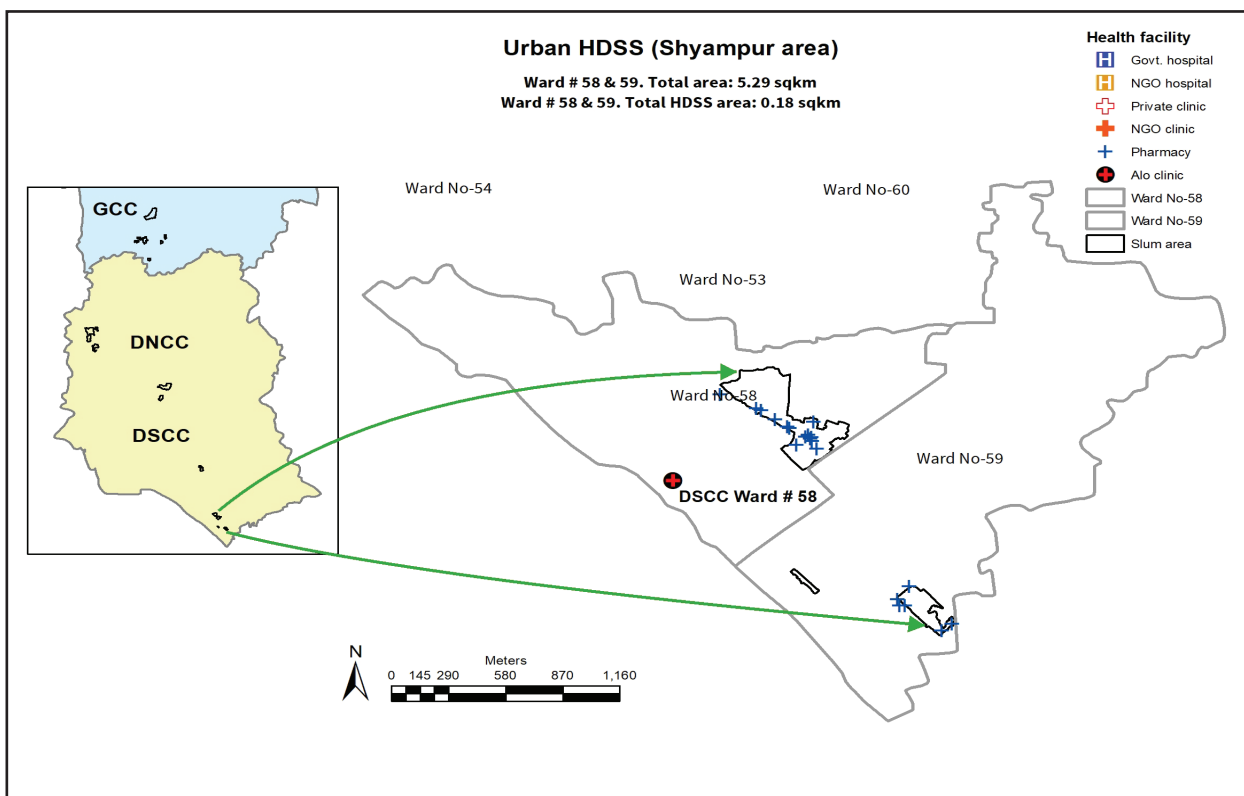 Urban HDSS (Shyampur area)
Ward # 58 & 59. Total area: 5.29 sqkm
Ward # 58 & 59. Total HDSS area: 0.18 sqkm
Health facility
H Govt. hospital
H NGO hospital
Private clinic
NGO clinic
Pharmacy
Alo clinic
Ward No-58
Ward No-59
Slum area
GCC
DNCC
DSCC
Ward No-54
Ward No-60
Ward No-53
Ward No-58
Ward No-59
DSCC Ward # 58
N
Meters
0 145 290 580 870 1,160